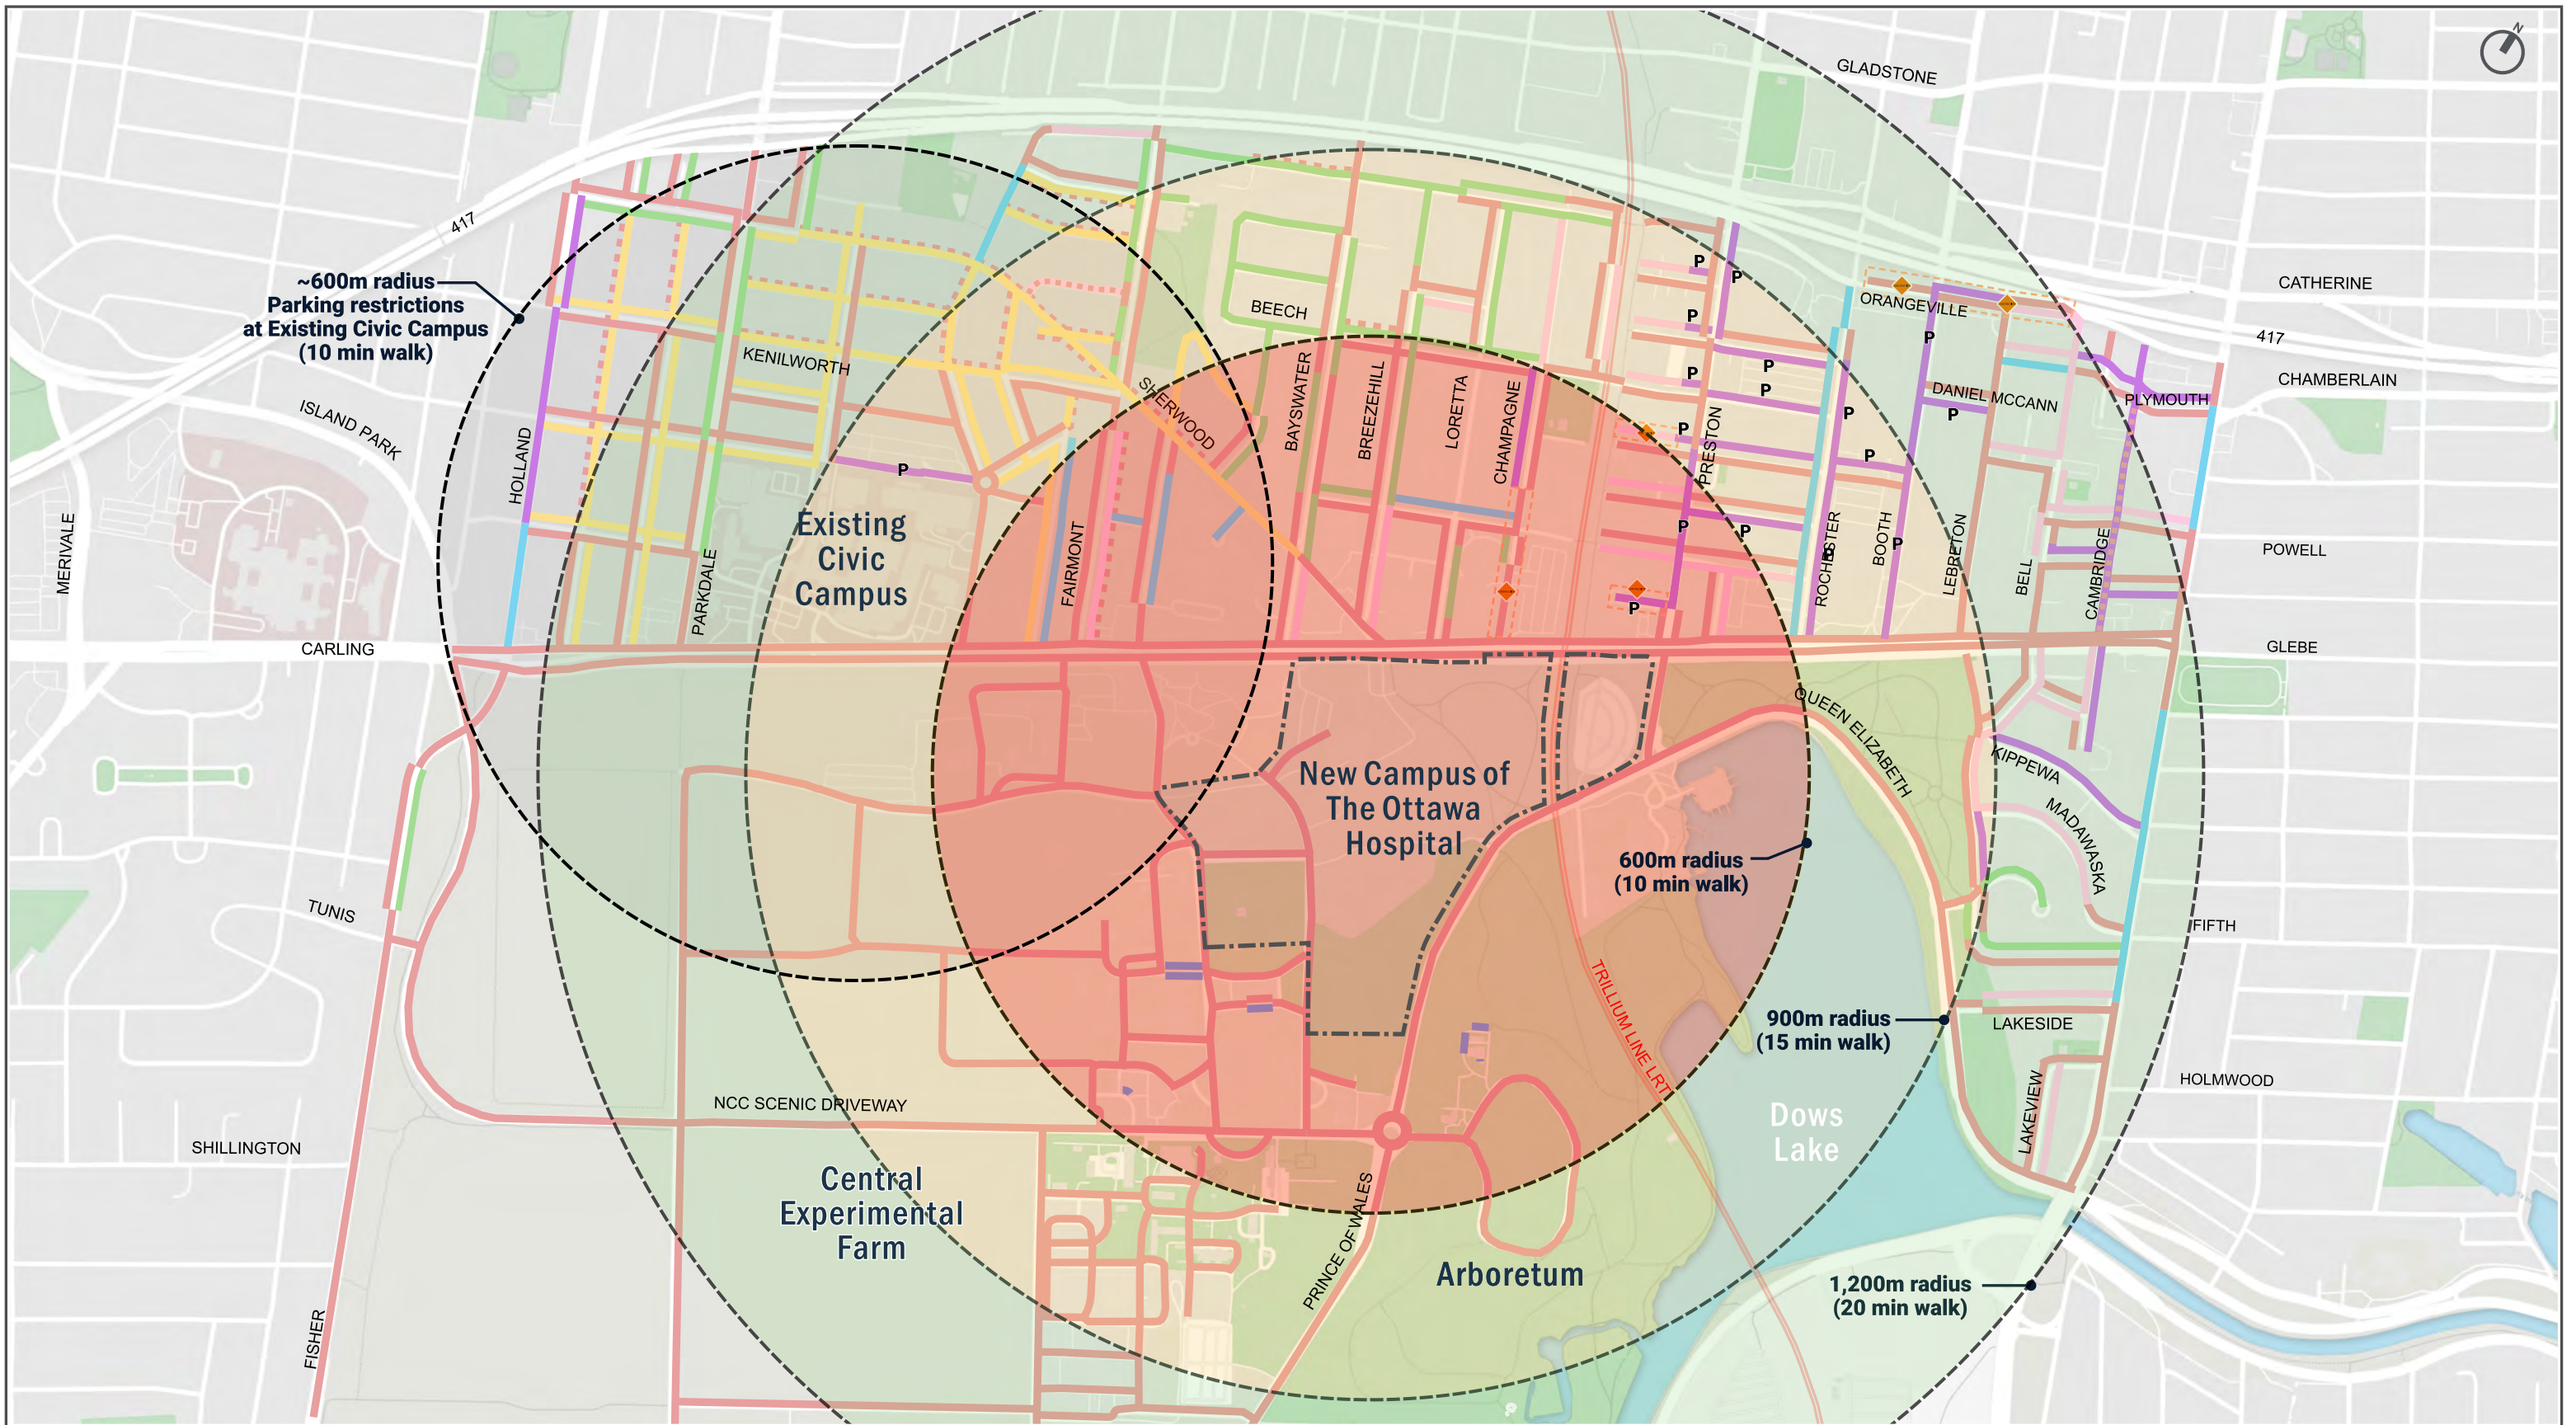 N
GLADSTONE
417
~600m radius
Parking restrictions
at Existing Civic Campus
(10 min walk)
CATHERINE
ORANGEVILLE
BEECH
417
P
P
P
P
P
KENILWORTH
P
P
P
CHAMBERLAIN
SHERWOOD
BAYSWATER
BREEZEHILL
LORETTA
CHAMPAGNE
PRESTON
DANIEL MCCANN
PLYMOUTH
P
P
ISLAND PARK
HOLLAND
P
P
P
MERIVALE
PARKDALE
Existing
Civic
Campus
FAIRMONT
P
P
ROCHESTER
P
BOOTH
P
LEBRETON
BELL
CAMBRIDGE
POWELL
P
CARLING
GLEBE
QUEEN ELIZABETH
KIPPEWA
MADAWASKA
New Campus of
The Ottawa
Hospital
600m radius
(10 min walk)
TUNIS
FIFTH
TRILLIUM LINE LRT
900m radius
(15 min walk)
LAKESIDE
LAKEVIEW
HOLMWOOD
NCC SCENIC DRIVEWAY
SHILLINGTON
Dows
Lake
Central
Experimental
Farm
PRINCE OF WALES
Arboretum
1,200m radius
(20 min walk)
FISHER